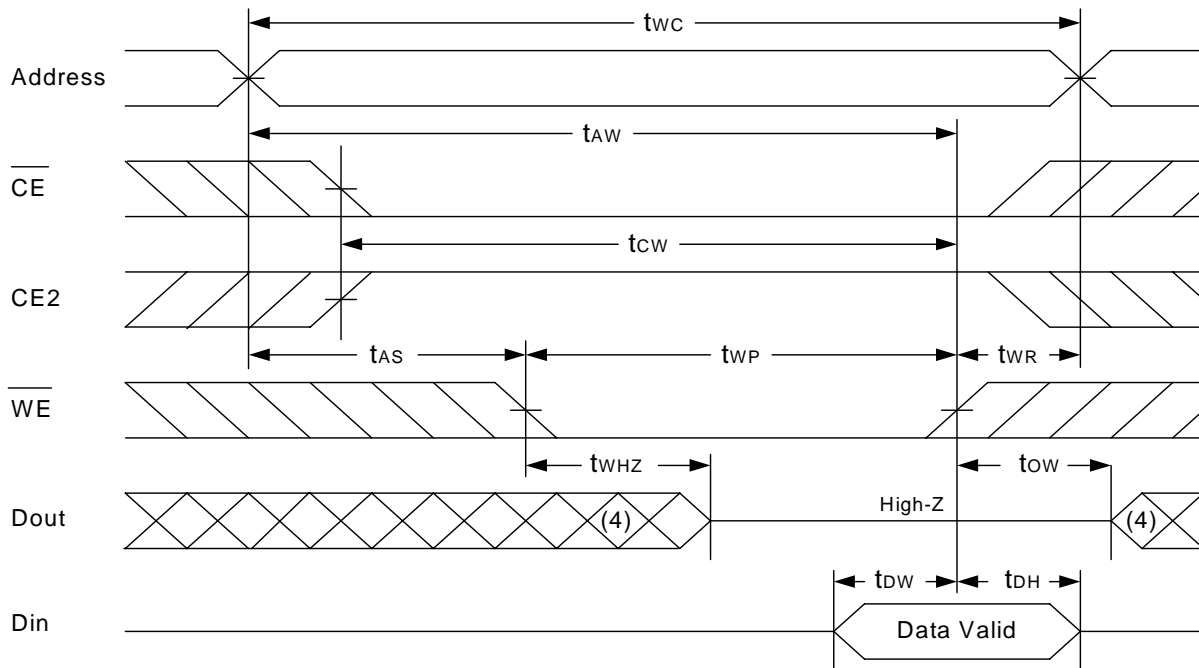 tWC
Address
tAW
CE
tCW
CE2
tAS
tWP
tWR
WE
tWHZ
tOW
High-Z
Dout
(4)
(4)
tDW
tDH
Din
Data Valid